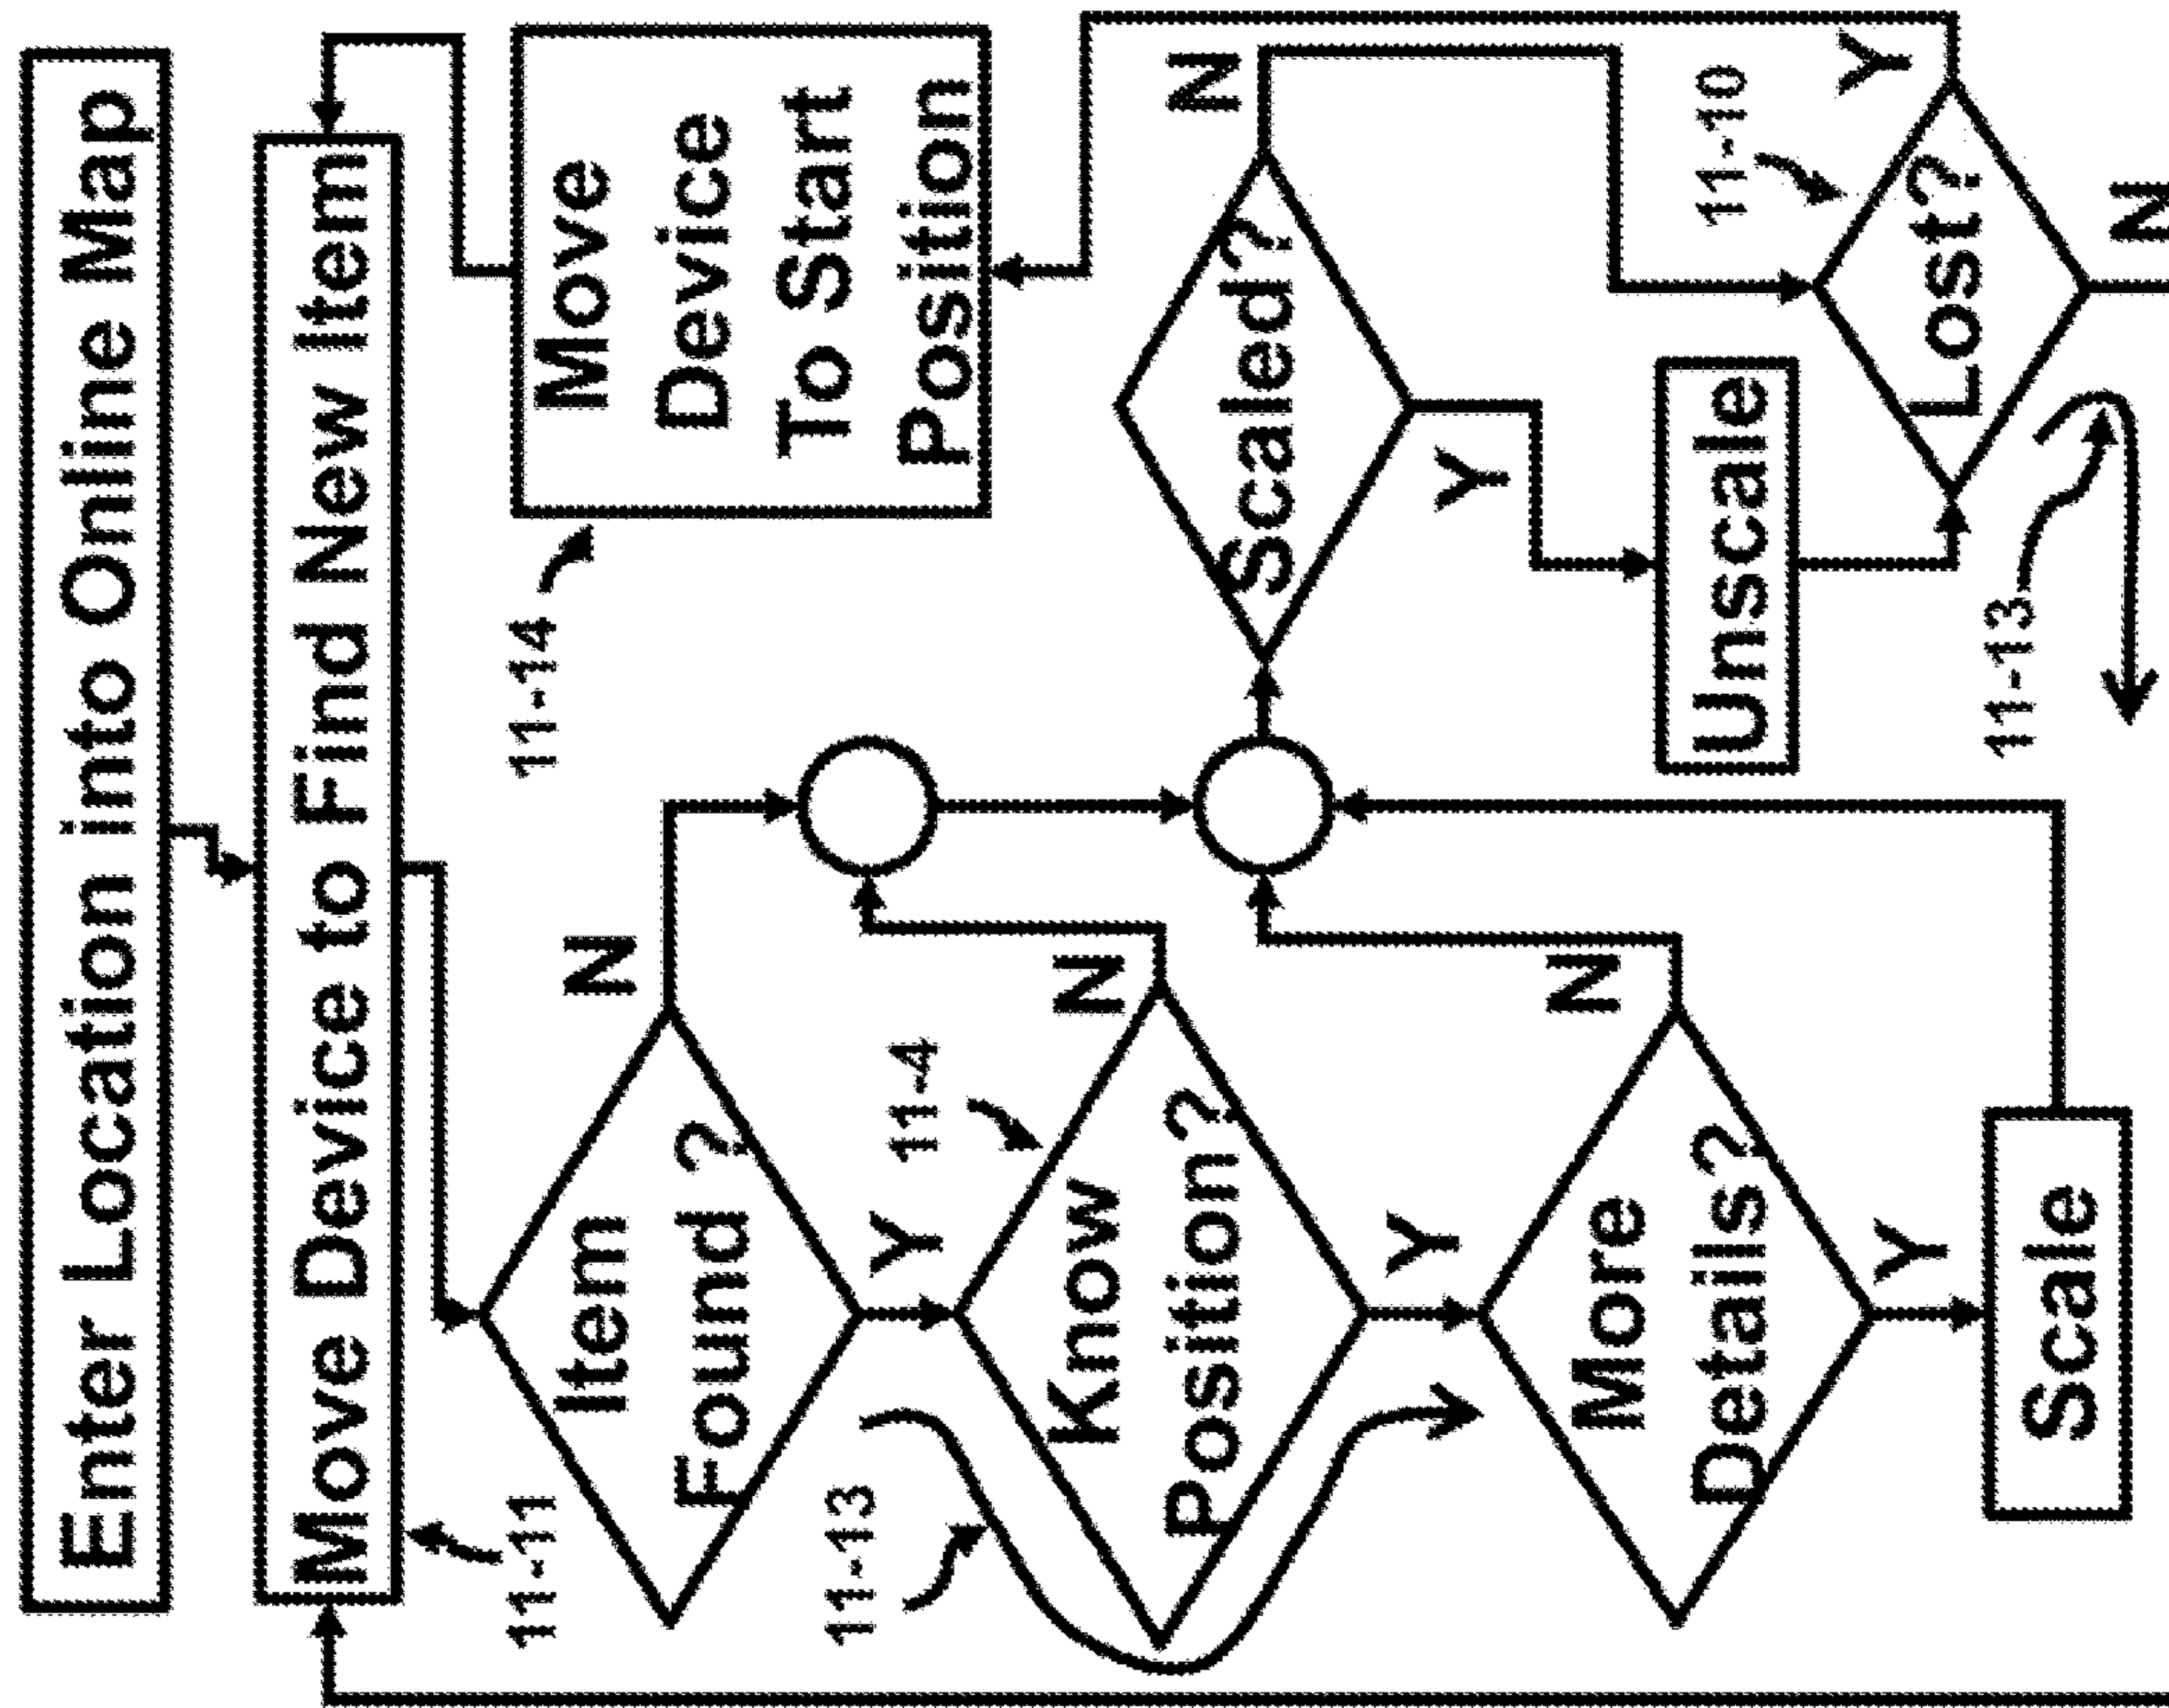 Enter Location into Online Map
Move Device to Find New Item
11-11
11-14
Move
Device
To Start
Position
Item
Found ?
N
Y
11-13
11-4
Know
Position?
N
Y
More
Details?
N
Y
Scale
Scaled?
N
Y
Unscale
11-10
Lost?
Y
N
11-13